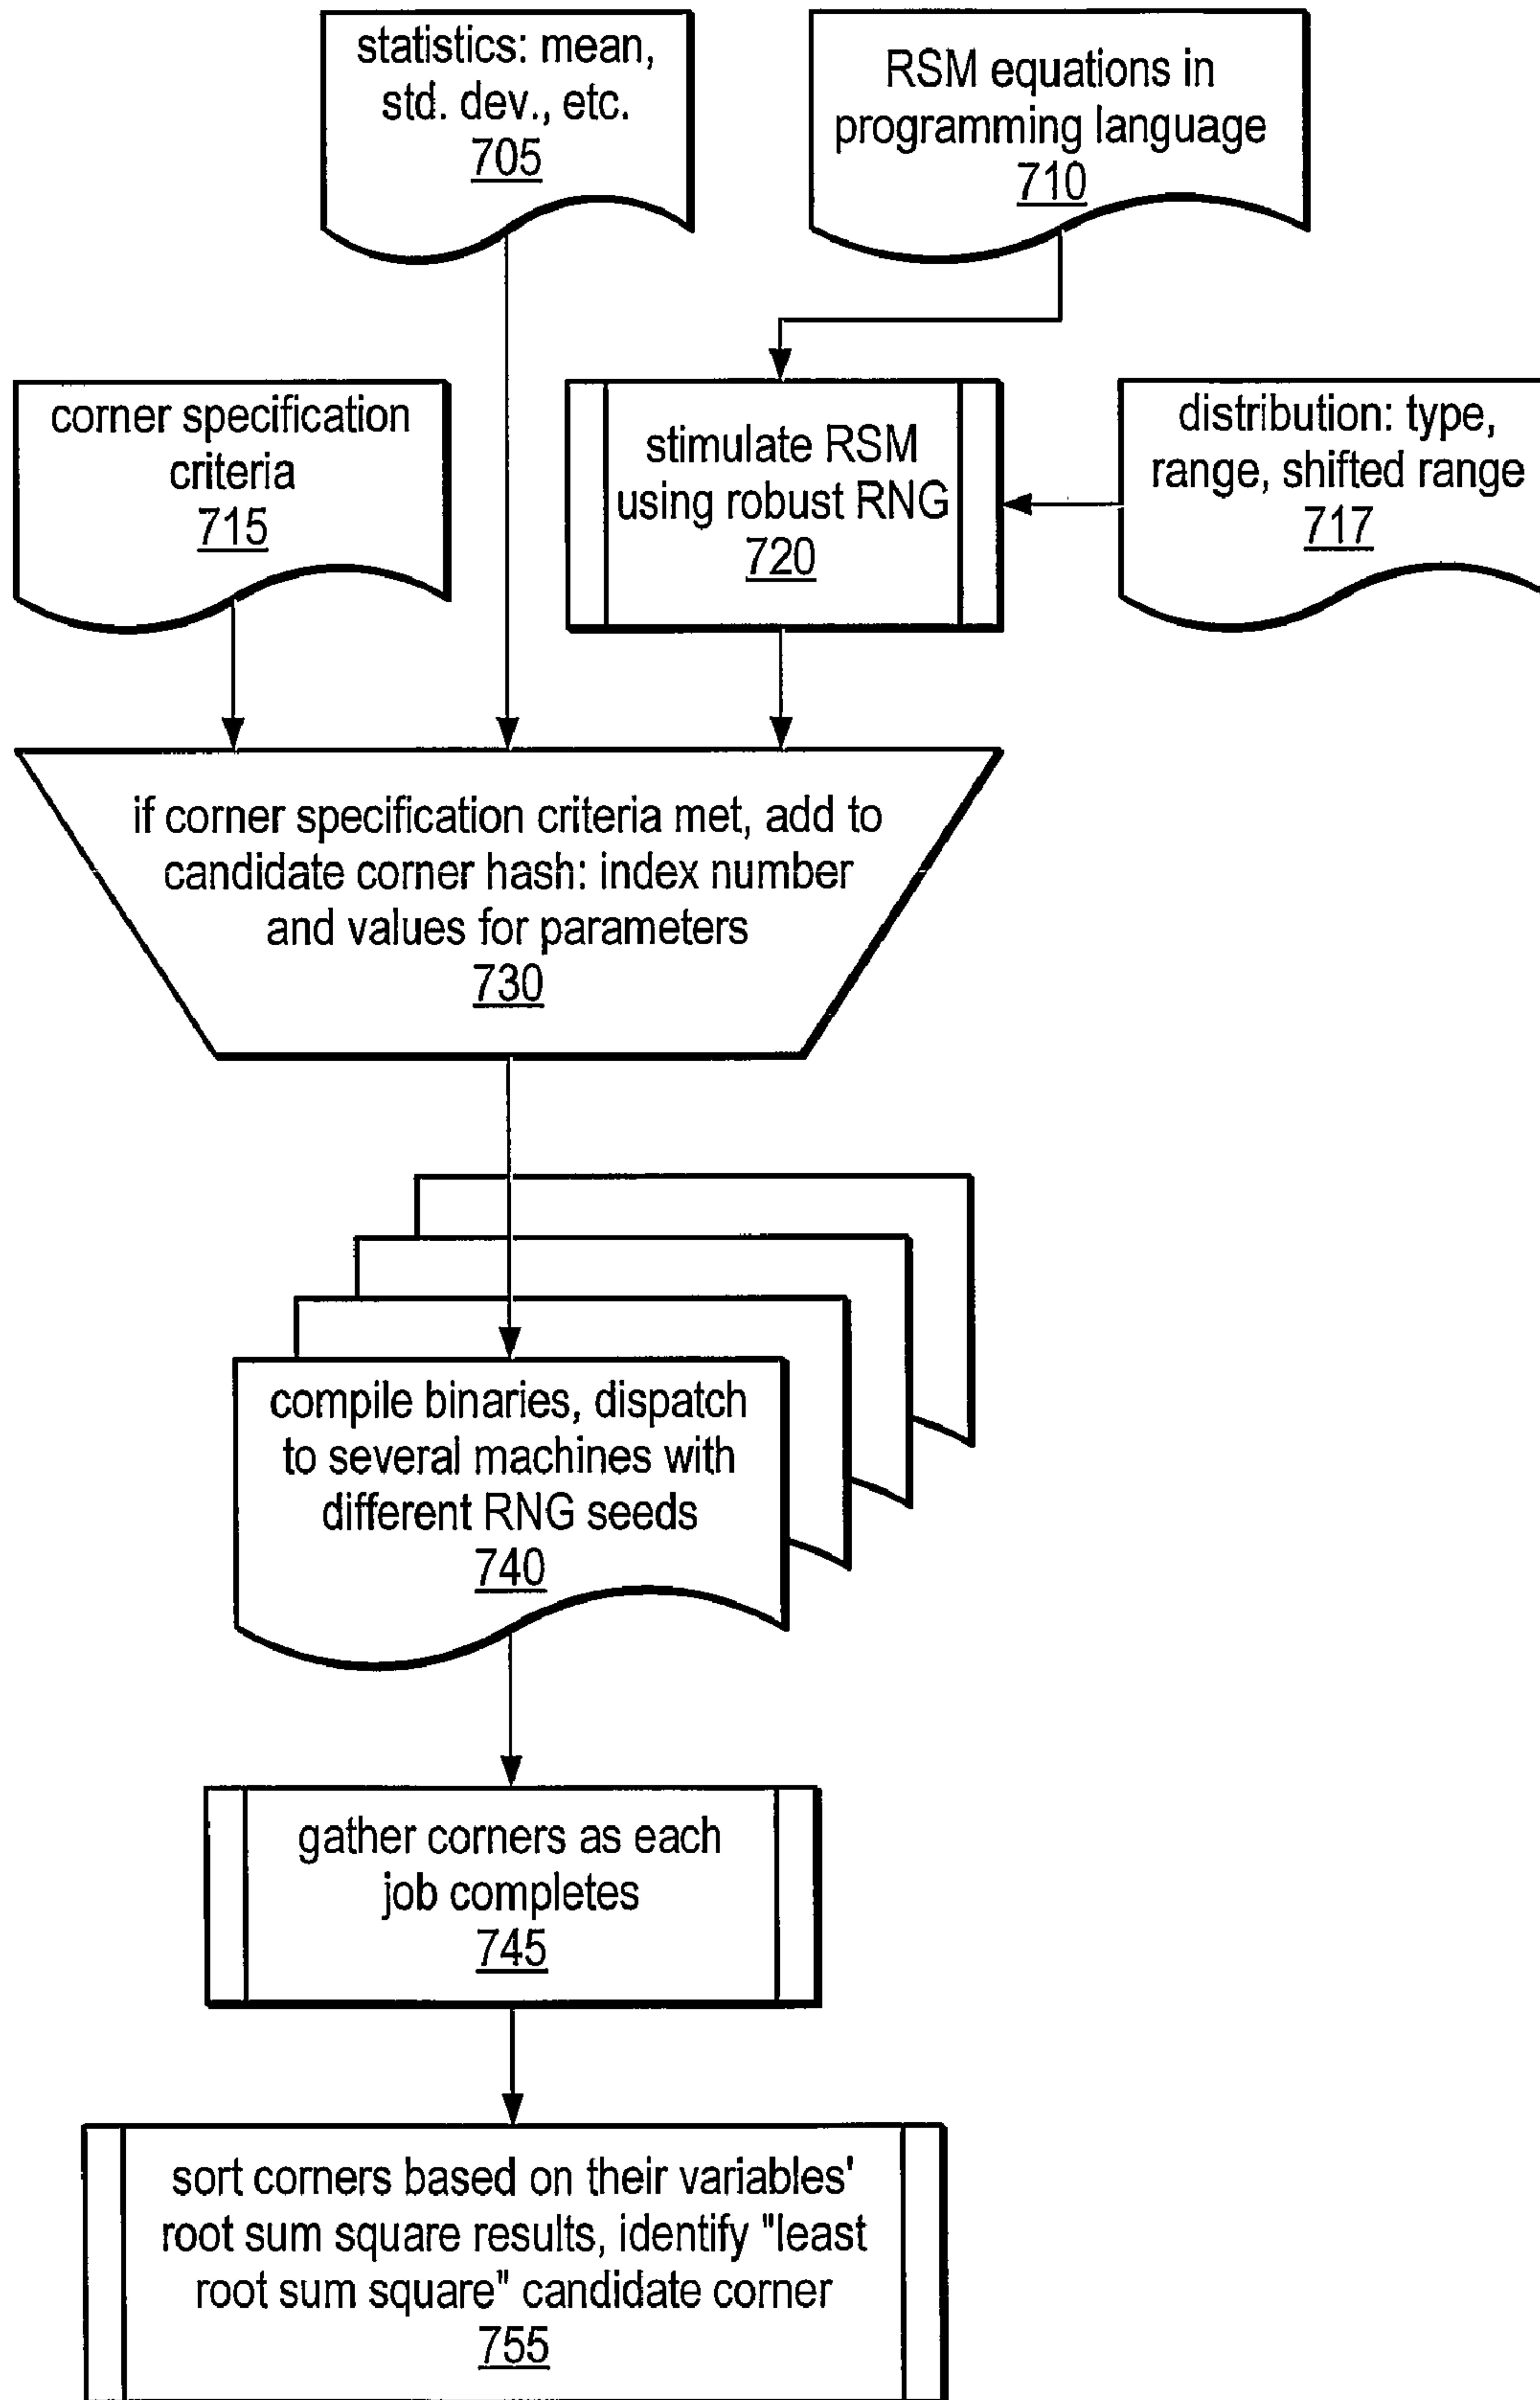 statistics: mean,
std. dev., etc.
705
RSM equations in
programming language
710
corner specification
criteria
715
stimulate RSM
using robust RNG
720
distribution: type,
range, shifted range
717
if corner specification criteria met, add to
candidate corner hash: index number
and values for parameters
730
compile binaries, dispatch
to several machines with
different RNG seeds
740
gather corners as each
job completes
745
sort corners based on their variables'
root sum square results, identify "least
root sum square" candidate corner
755